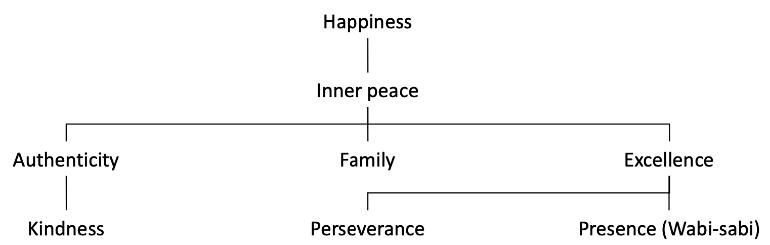 Happiness
Inner peace
Authenticity
Family
Excellence
Kindness
Perseverance
Presence (Wabi-sabi)